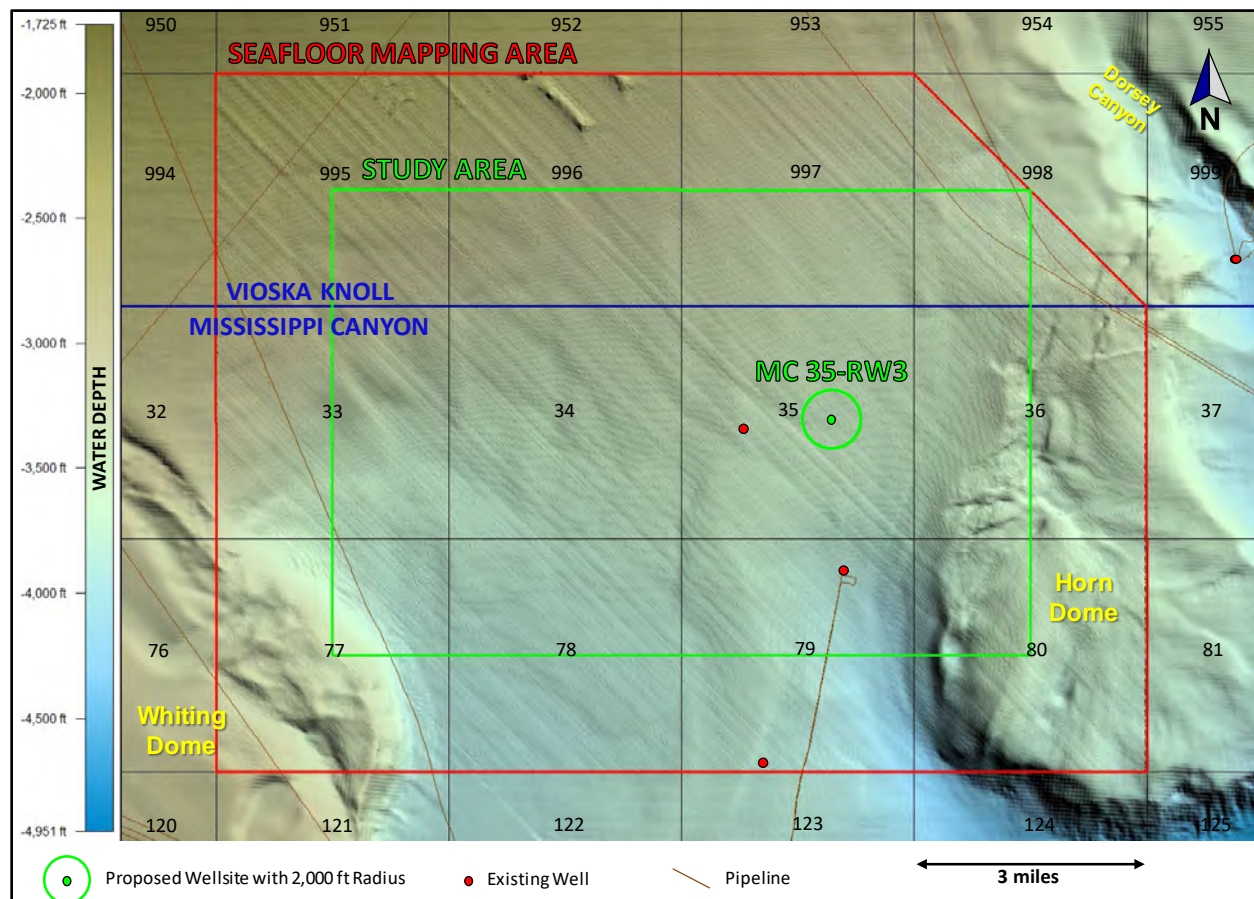 -1,725 ft
950
951
952
953
954
955
SEAFLOOR MAPPING AREA
-2,000 ft
Dorsey
Canyon
N
STUDY AREA
994
995
996
997
998
999
-2,500 ft
VIOSKA KNOLL
MISSISSIPPI CANYON
-3,000 ft
MC 35-RW3
32
33
34
35
36
37
WATER DEPTH
-3,500 ft
-4,000 ft
Horn
Dome
76
77
78
79
80
81
-4,500 ft
Whiting
Dome
-4,951 ft
120
121
122
123
124
125
Proposed Wellsite with 2,000 ft Radius
Existing Well
Pipeline
3 miles